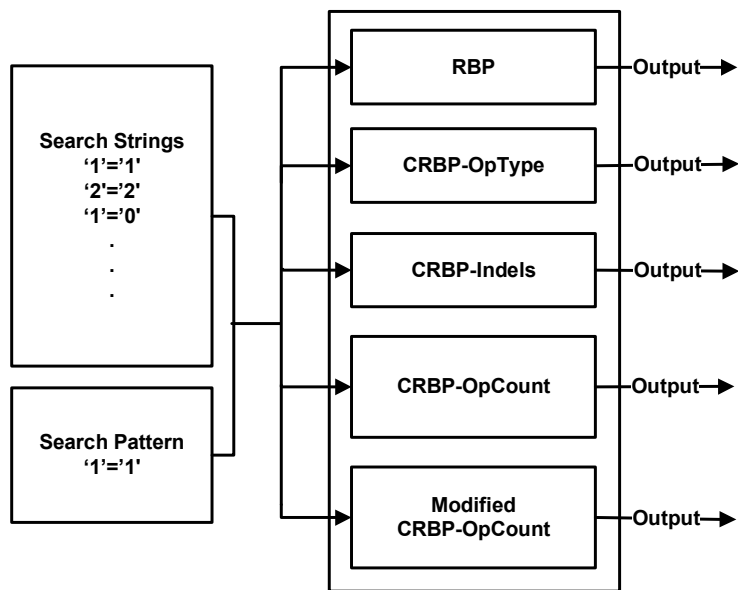 Search Strings
‘1’=’1'
‘2’=’2'
‘1’=’0'
.
.
.
Search Pattern
‘1’=’1'
RBP
Output
CRBP-OpType
Output
CRBP-Indels
Output
CRBP-OpCount
Output
Modified
CRBP-OpCount
Output